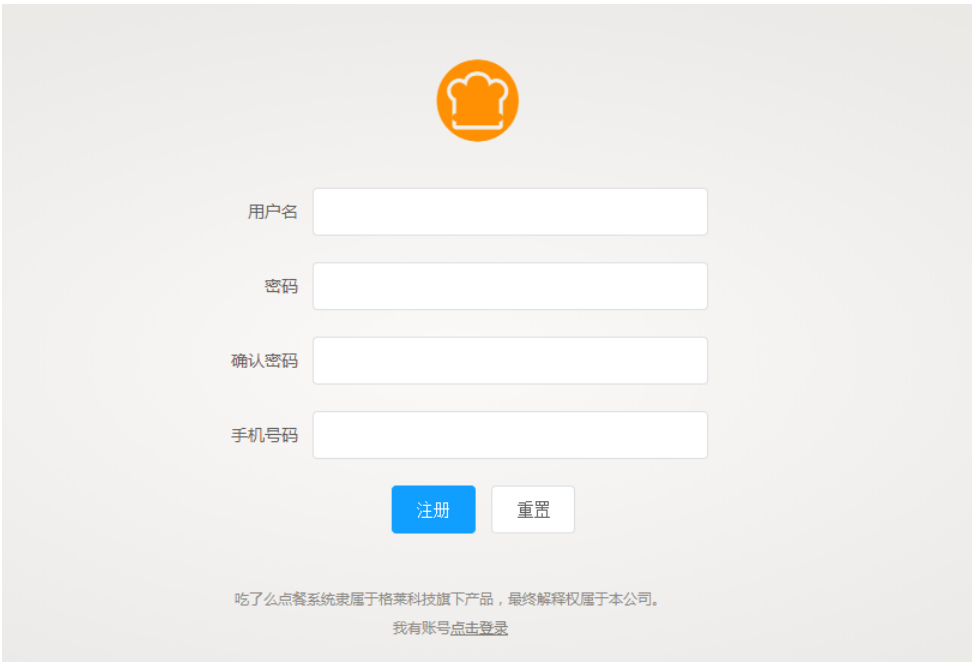 用户名
密码
确认密码
手机号码
注册 重置
吃了么点餐系统隶属于格莱科技旗下产品，最终解释权属于本公司。
我有账号点击登录